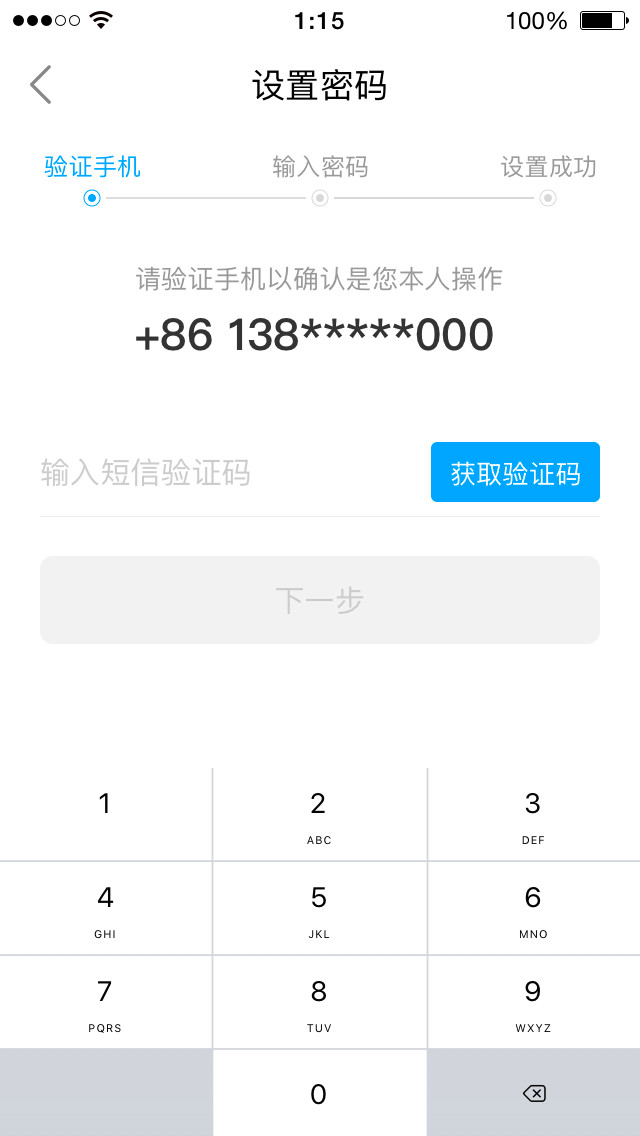 1:15 100%
设置密码
验证手机 输入密码 设置成功
请验证手机以确认是您本人操作
+86 138*****000
输入短信验证码 获取验证码
下一步
1 2 3
ABC DEF
4 5 6
GHI JKL MNO
7 8 9
PQRS TUV WXYZ
0